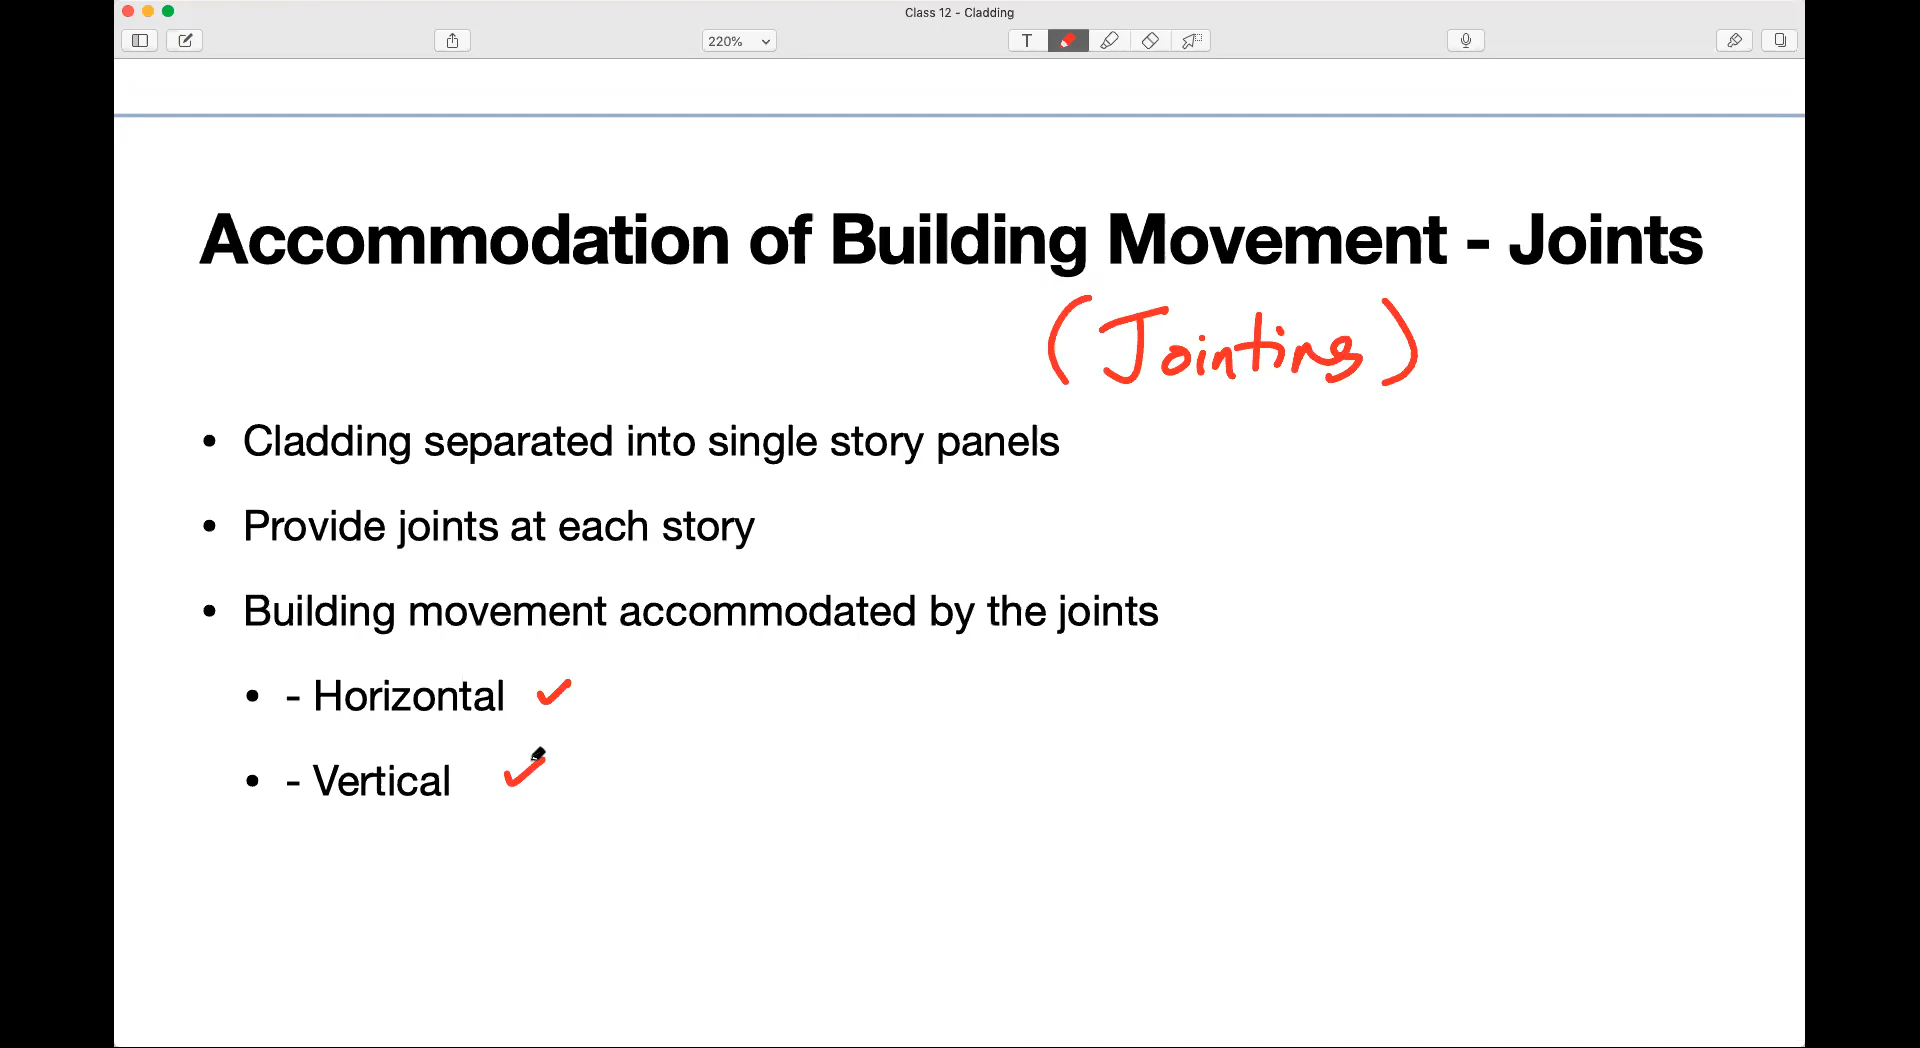 Class 12 - Cladding
220%
T
Accommodation of Building Movement - Joints
(Jointing)
• Cladding separated into single story panels
• Provide joints at each story
• Building movement accommodated by the joints
• - Horizontal ✓
• - Vertical ✓